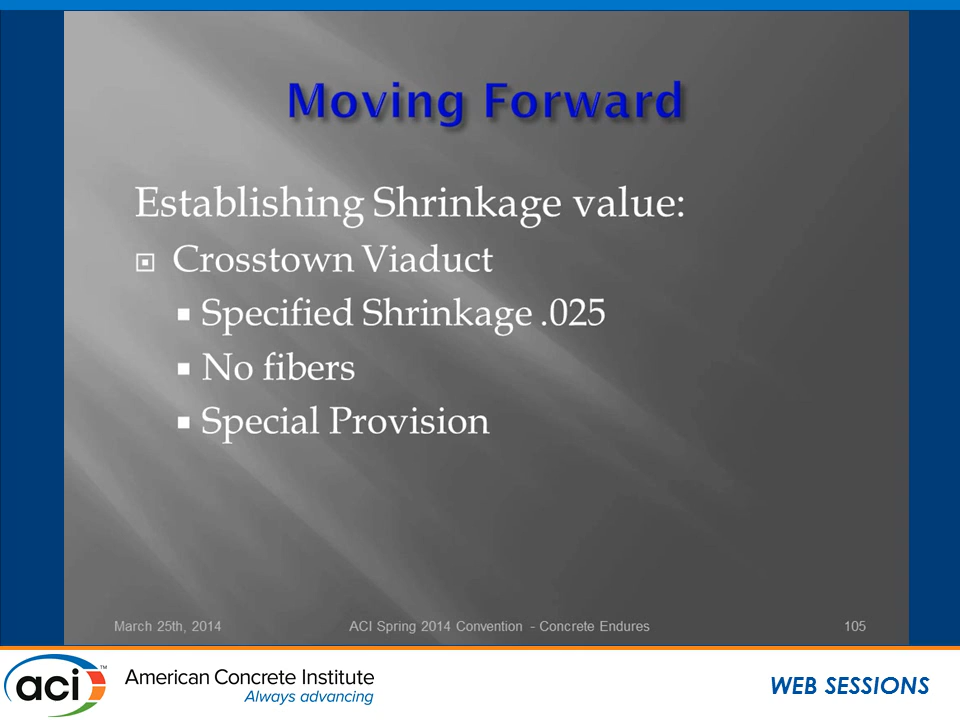 Moving Forward
Establishing Shrinkage value:
Crosstown Viaduct
Specified Shrinkage .025
No fibers
Special Provision
March 25th, 2014 ACI Spring 2014 Convention - Concrete Endures 105
aci™ American Concrete Institute
Always advancing
WEB SESSIONS